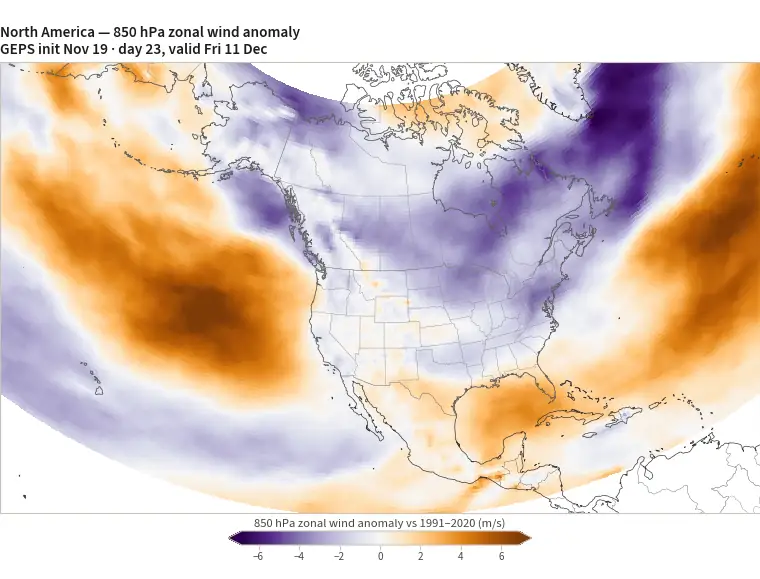 North America — 850 hPa zonal wind anomaly
GEPS init Nov 19 · day 23, valid Fri 11 Dec
850 hPa zonal wind anomaly vs 1991–2020 (m/s)
−6 −4 −2 0 2 4 6